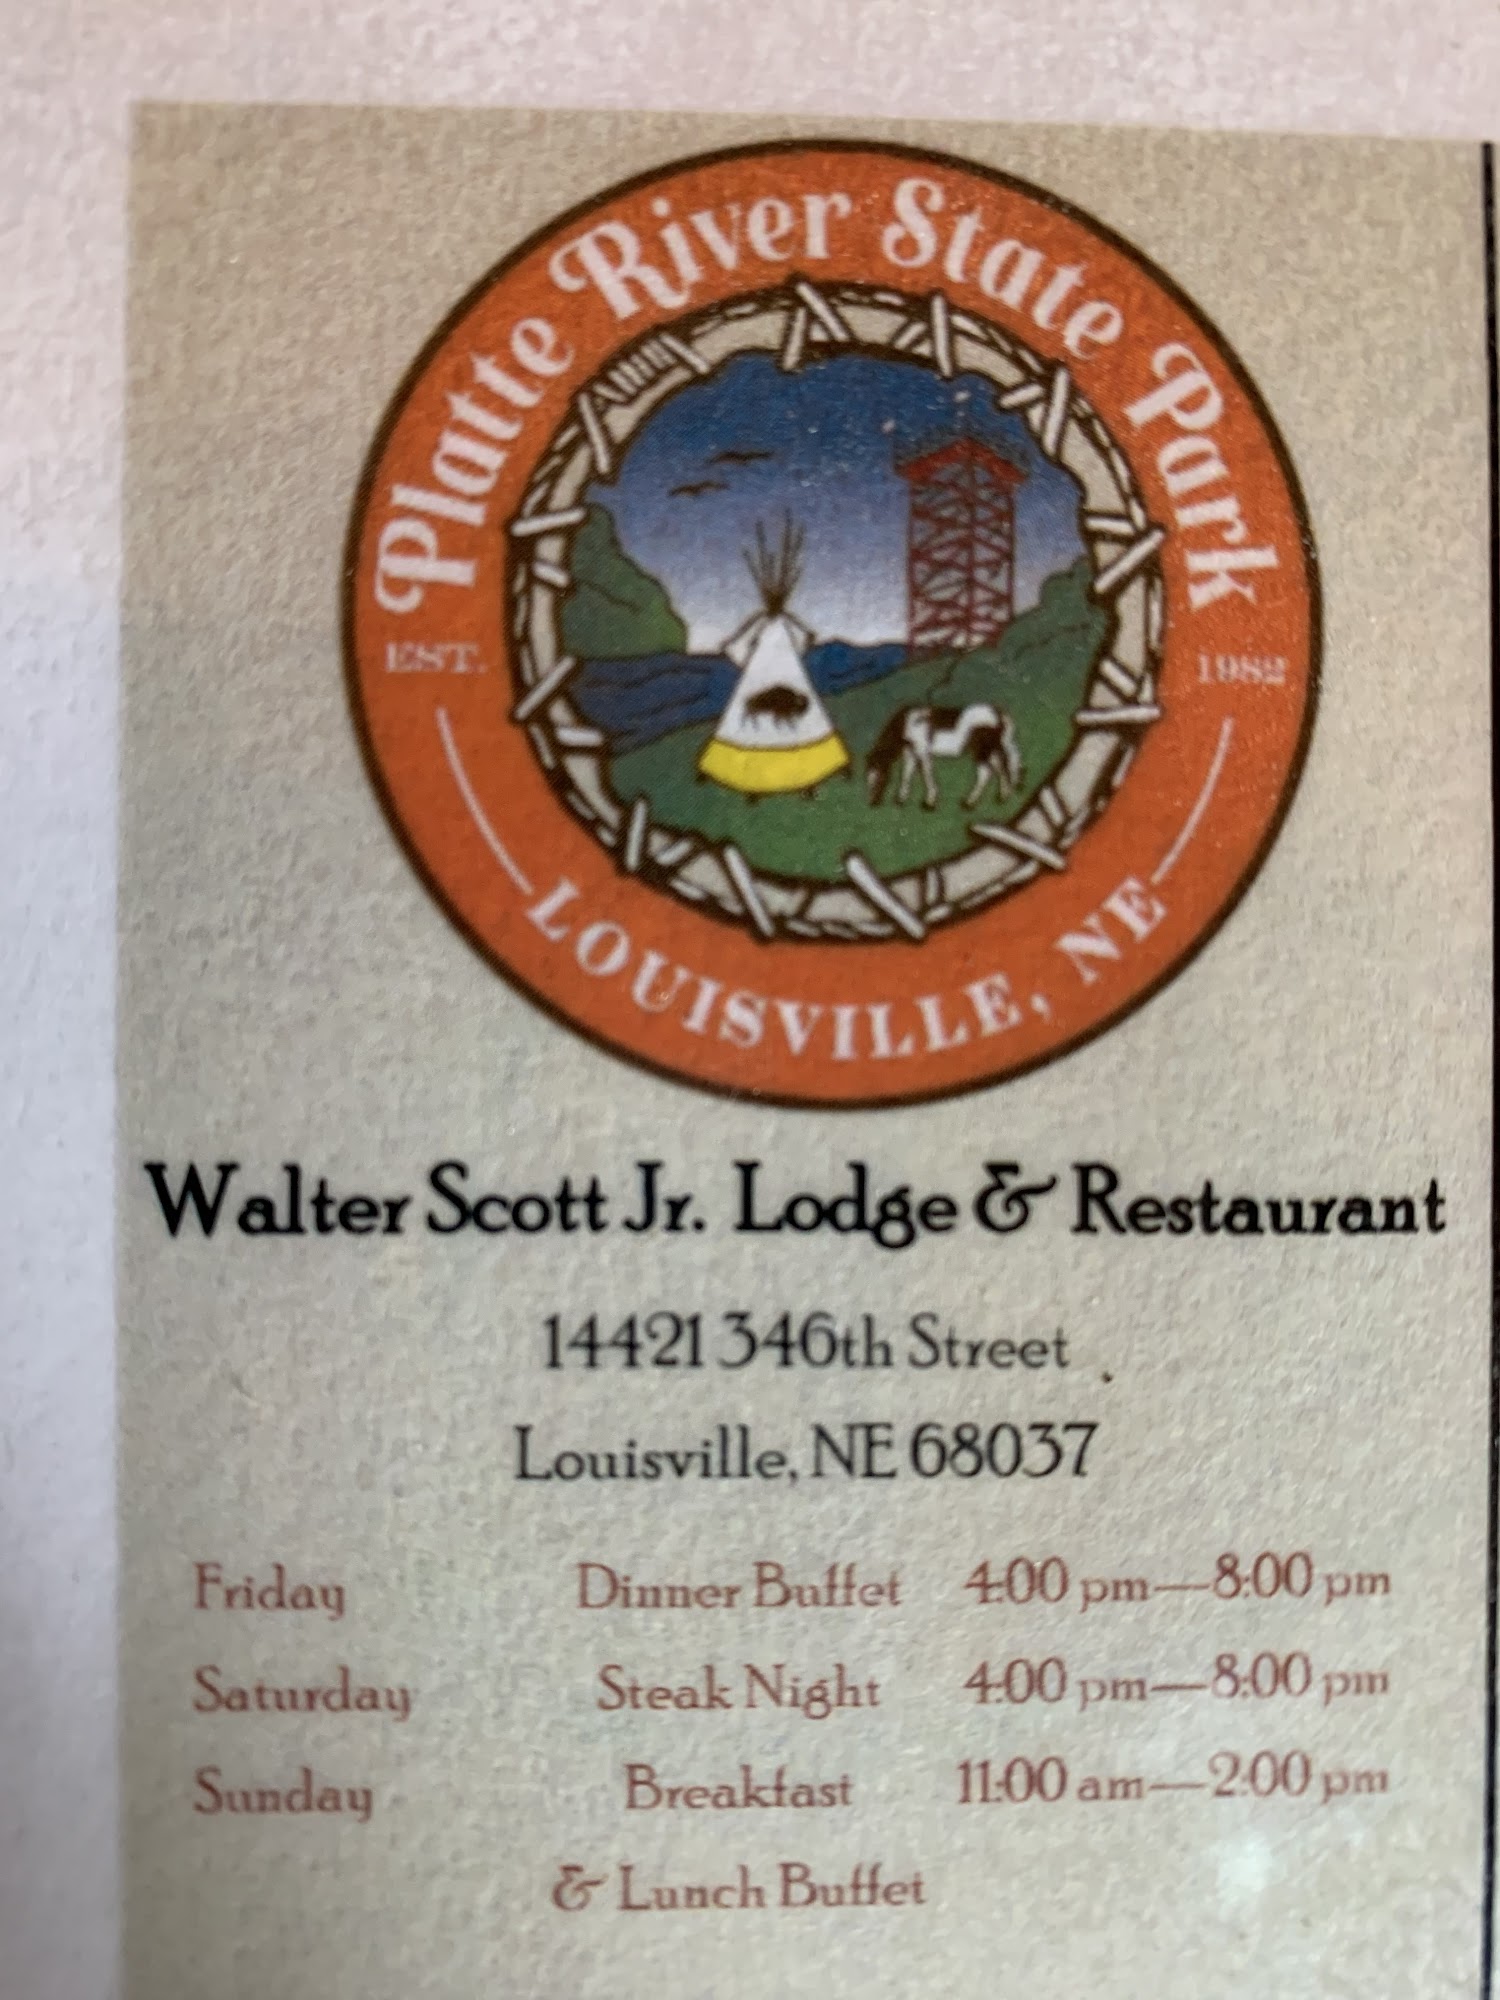 Platte River State Park
EST. 1982
LOUISVILLE, NE
Walter Scott Jr. Lodge & Restaurant
14421 346th Street
Louisville, NE 68037
Friday Dinner Buffet 4:00 pm—8:00 pm
Saturday Steak Night 4:00 pm—8:00 pm
Sunday Breakfast 11:00 am—2:00 pm
& Lunch Buffet